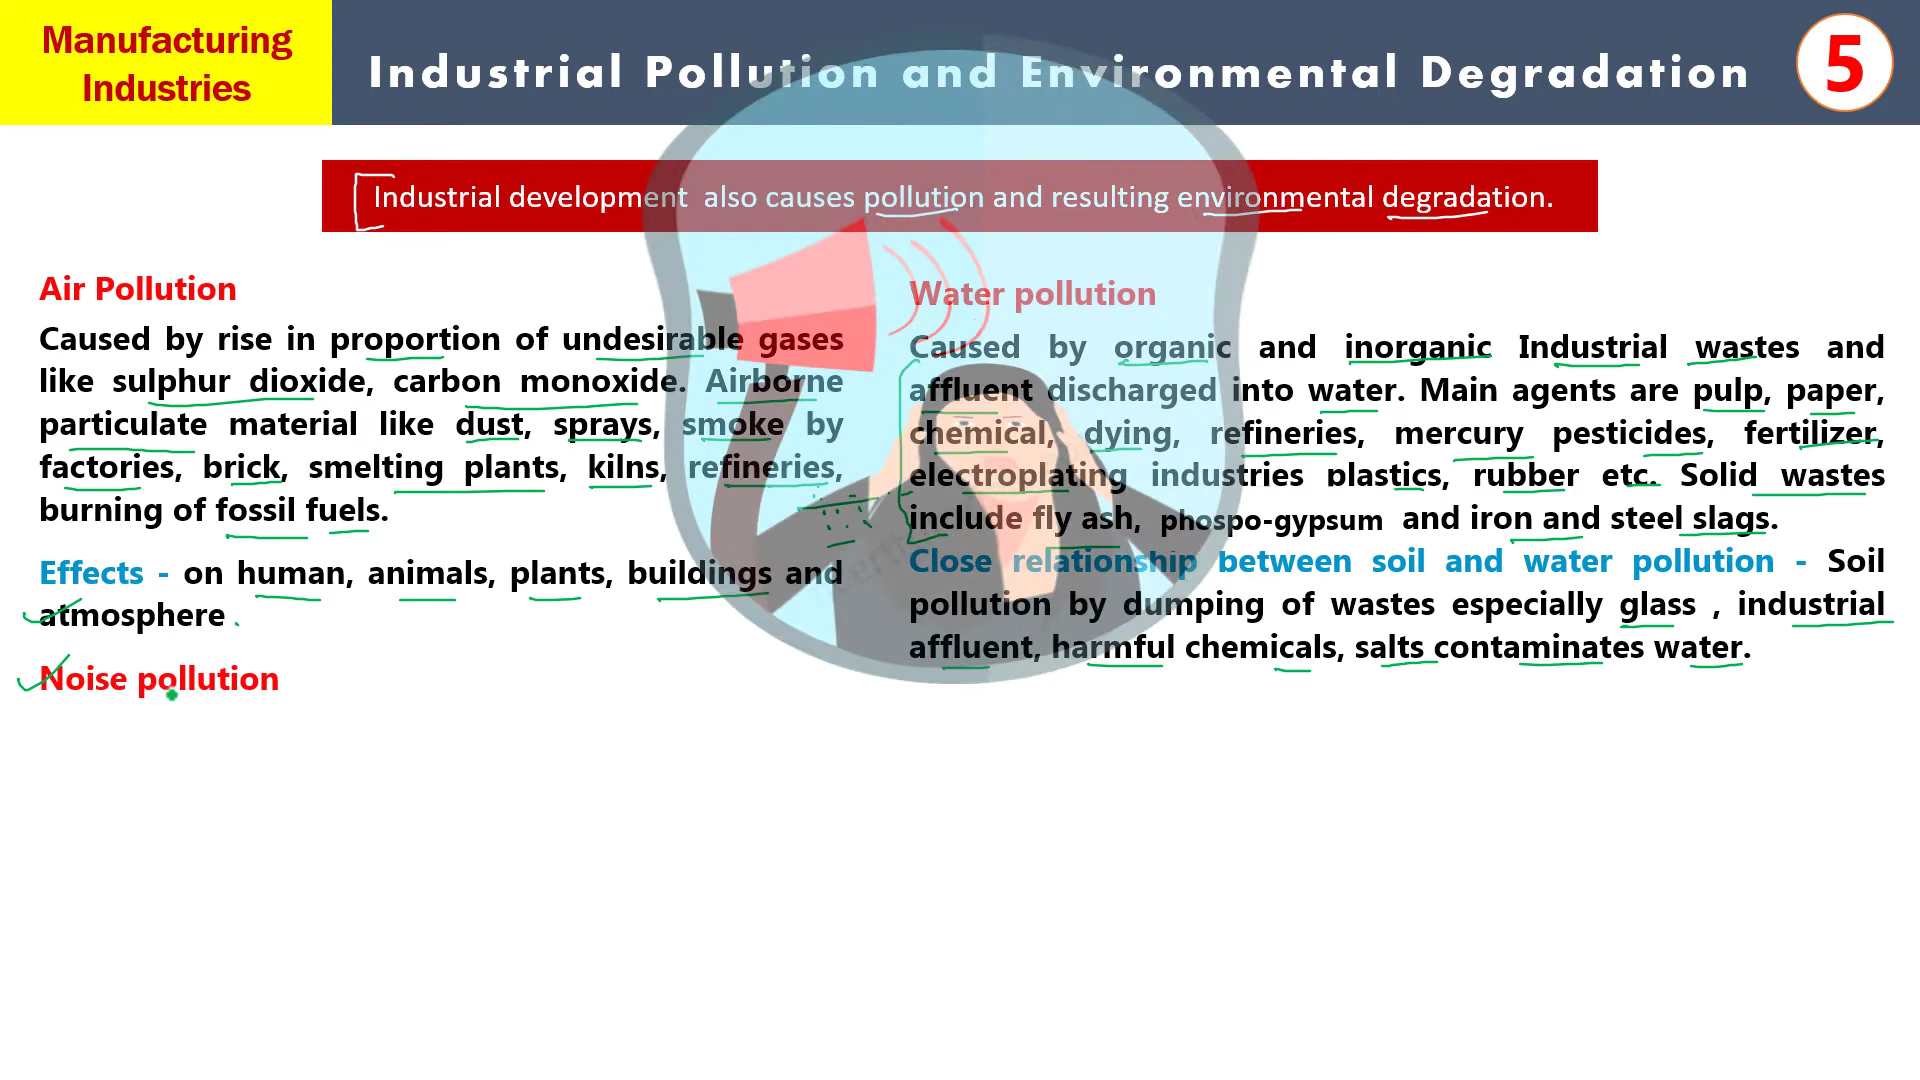 Manufacturing
Industries
Industrial Pollution and Environmental Degradation
5
Industrial development also causes pollution and resulting environmental degradation.
Air Pollution
Caused by rise in proportion of undesirable gases
like sulphur dioxide, carbon monoxide. Airborne
particulate material like dust, sprays, smoke by
factories, brick, smelting plants, kilns, refineries,
burning of fossil fuels.
Effects - on human, animals, plants, buildings and
atmosphere .
Noise pollution
Water pollution
Caused by organic and inorganic Industrial wastes and
affluent discharged into water. Main agents are pulp, paper,
chemical, dying, refineries, mercury pesticides, fertilizer,
electroplating industries plastics, rubber etc. Solid wastes
include fly ash, phospo-gypsum and iron and steel slags.
Close relationship between soil and water pollution - Soil
pollution by dumping of wastes especially glass , industrial
affluent, harmful chemicals, salts contaminates water.